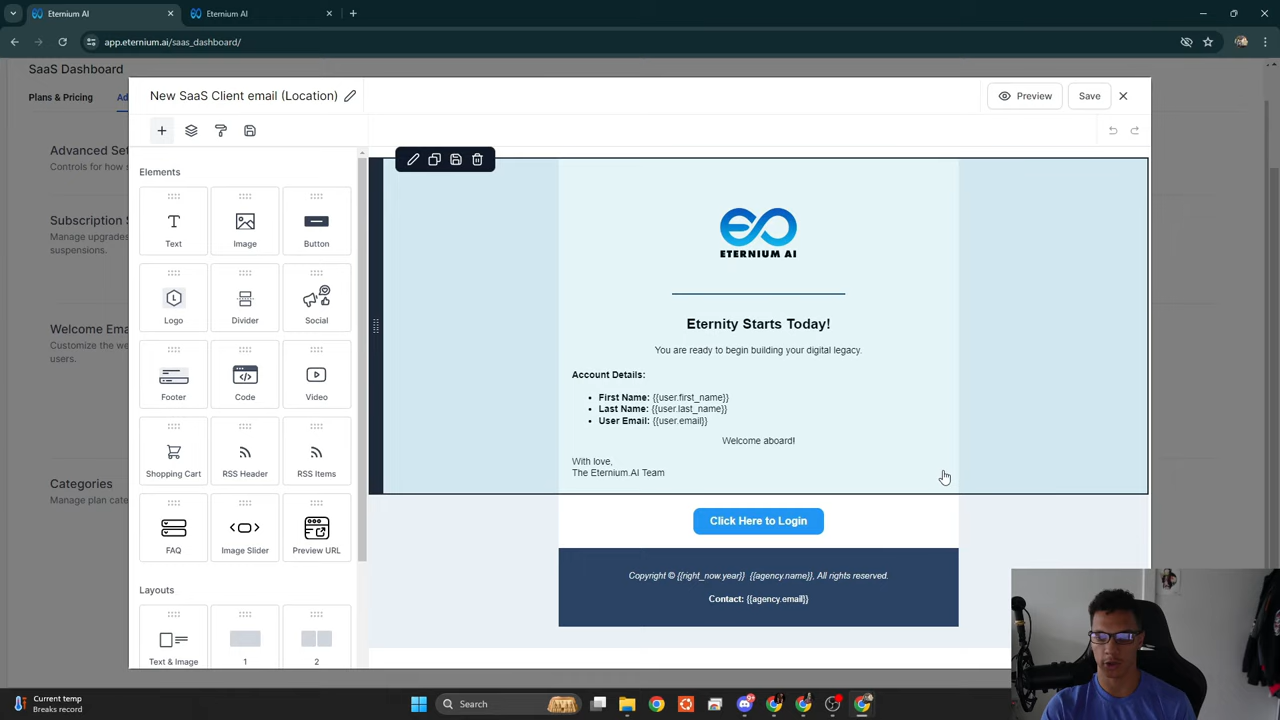 Eternium AI
Eternium AI
app.eternium.ai/saas_dashboard/
SaaS Dashboard
Plans & Pricing
Ad
Advanced Set
Controls for how s
Subscription S
Manage upgrades
suspensions.
Welcome Ema
Customize the we
users.
Categories
Manage plan cate
New SaaS Client email (Location)
Preview
Save
Elements
Text
Image
Button
Logo
Divider
Social
Footer
Code
Video
Shopping Cart
RSS Header
RSS Items
FAQ
Image Slider
Preview URL
Layouts
Text & Image
1
2
ETERNIUM AI
Eternity Starts Today!
You are ready to begin building your digital legacy.
Account Details:
• First Name: {{user.first_name}}
• Last Name: {{user.last_name}}
• User Email: {{user.email}}
Welcome aboard!
With love,
The Eternium.AI Team
Click Here to Login
Copyright © {{right_now.year}} {{agency.name}}, All rights reserved.
Contact: {{agency.email}}
Current temp
Breaks record
Search